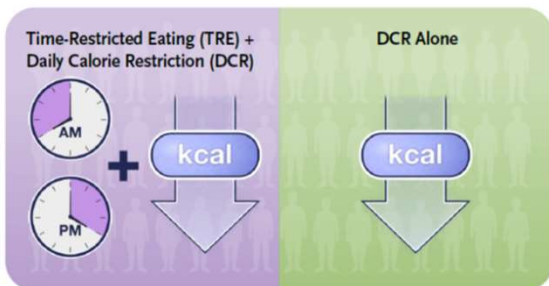 Time-Restricted Eating (TRE) +
Daily Calorie Restriction (DCR)
AM
PM
+
kcal
DCR Alone
kcal